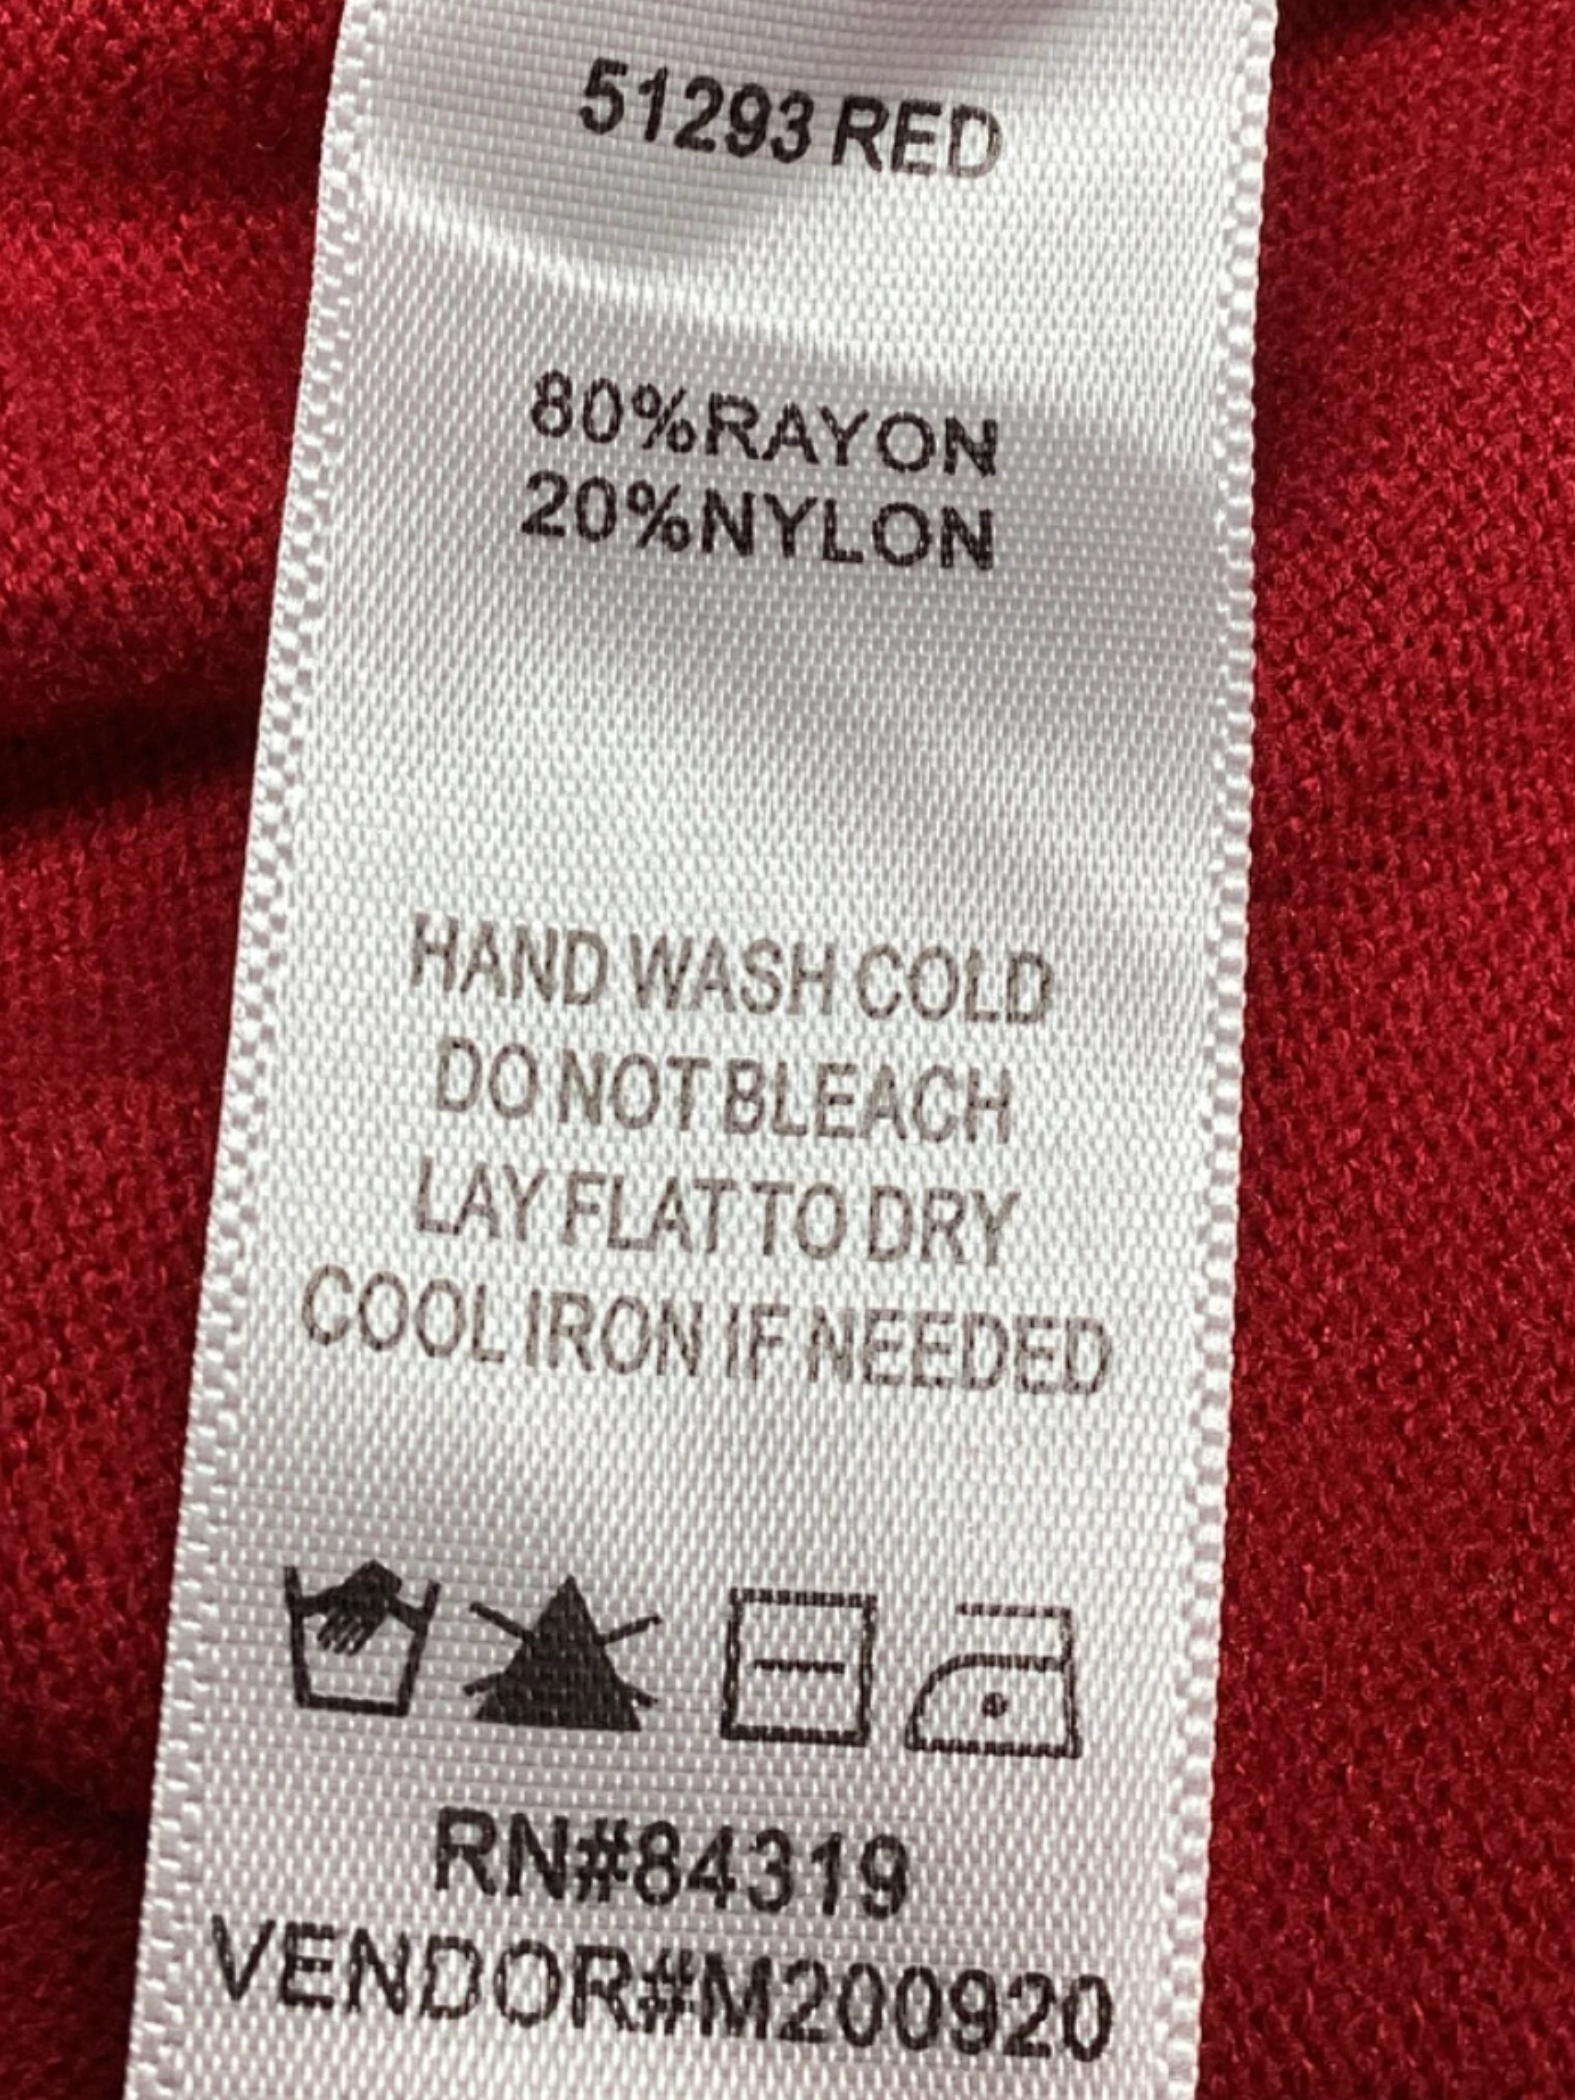 51293 RED
80%RAYON
20%NYLON
HAND WASH COLD
DO NOT BLEACH
LAY FLAT TO DRY
COOL IRON IF NEEDED
RN#84319
VENDOR#M200920